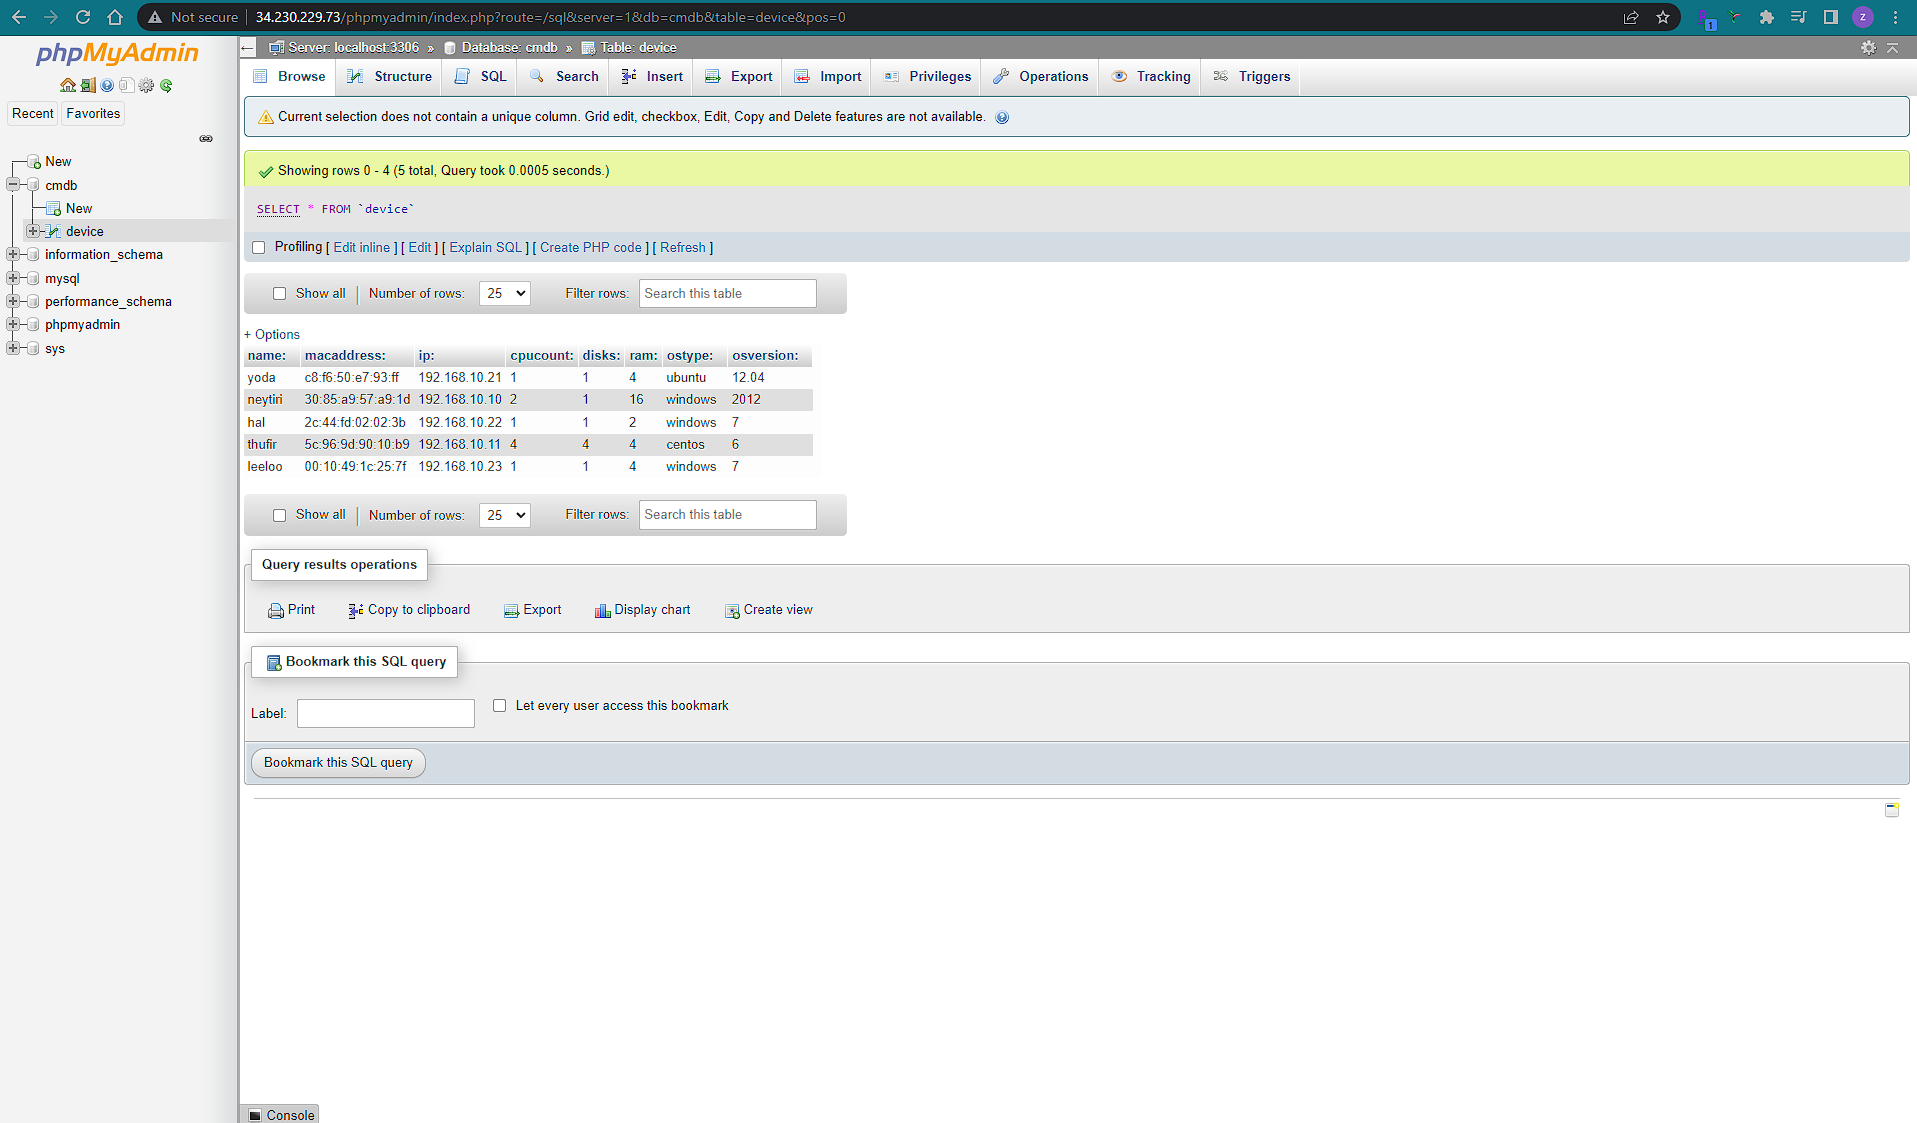 Not secure | 34.230.229.73/phpmyadmin/index.php?route=/sql&server=1&db=cmdb&table=device&pos=0
1
z
phpMyAdmin
Recent Favorites
New
cmdb
New
device
information_schema
mysql
performance_schema
phpmyadmin
sys
Server: localhost:3306 » Database: cmdb » Table: device
Browse Structure SQL Search Insert Export Import Privileges Operations Tracking Triggers
Current selection does not contain a unique column. Grid edit, checkbox, Edit, Copy and Delete features are not available.
Showing rows 0 - 4 (5 total, Query took 0.0005 seconds.)
SELECT * FROM `device`
Profiling [ Edit inline ] [ Edit ] [ Explain SQL ] [ Create PHP code ] [ Refresh ]
Show all | Number of rows: 25 Filter rows: Search this table
+ Options
name: macaddress: ip: cpucount: disks: ram: ostype: osversion:
yoda c8:f6:50:e7:93:ff 192.168.10.21 1 1 4 ubuntu 12.04
neytiri 30:85:a9:57:a9:1d 192.168.10.10 2 1 16 windows 2012
hal 2c:44:fd:02:02:3b 192.168.10.22 1 1 2 windows 7
thufir 5c:96:9d:90:10:b9 192.168.10.11 4 4 4 centos 6
leeloo 00:10:49:1c:25:7f 192.168.10.23 1 1 4 windows 7
Show all | Number of rows: 25 Filter rows: Search this table
Query results operations
Print Copy to clipboard Export Display chart Create view
Bookmark this SQL query
Label: Let every user access this bookmark
Bookmark this SQL query
Console